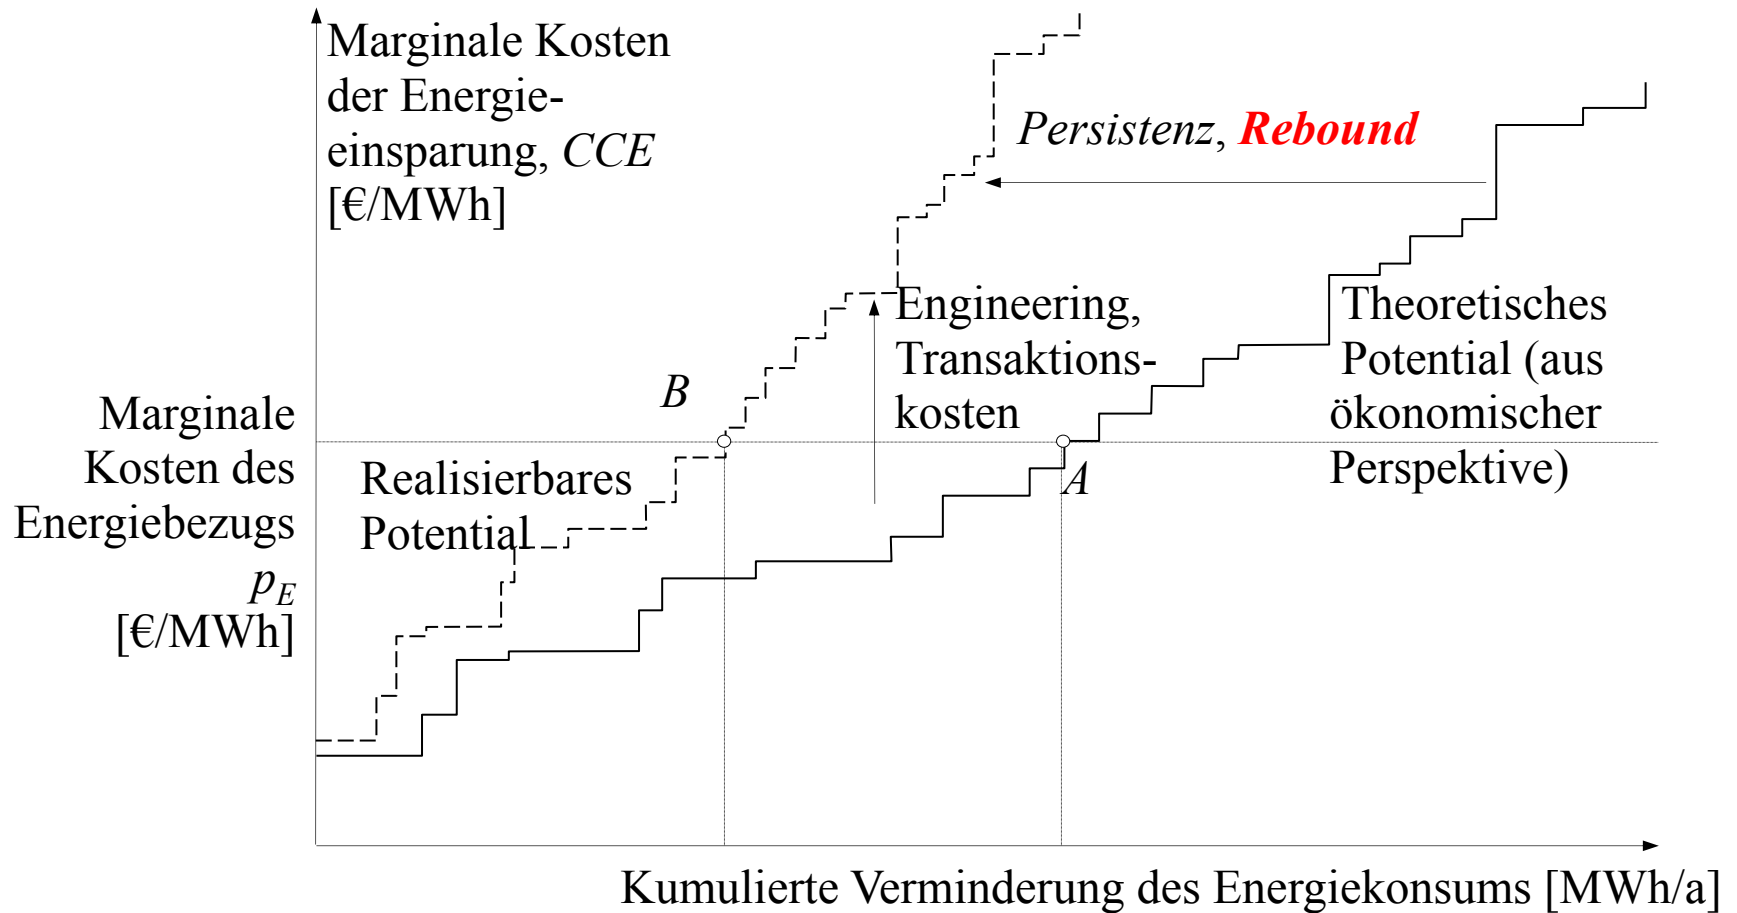 Marginale Kosten
der Energie-
einsparung, CCE
[€/MWh]
Persistenz, Rebound
Engineering,
Transaktions-
kosten
Theoretisches
Potential (aus
ökonomischer
Perspektive)
B
A
Marginale
Kosten des
Energiebezugs
pE
[€/MWh]
Realisierbares
Potential
Kumulierte Verminderung des Energiekonsums [MWh/a]